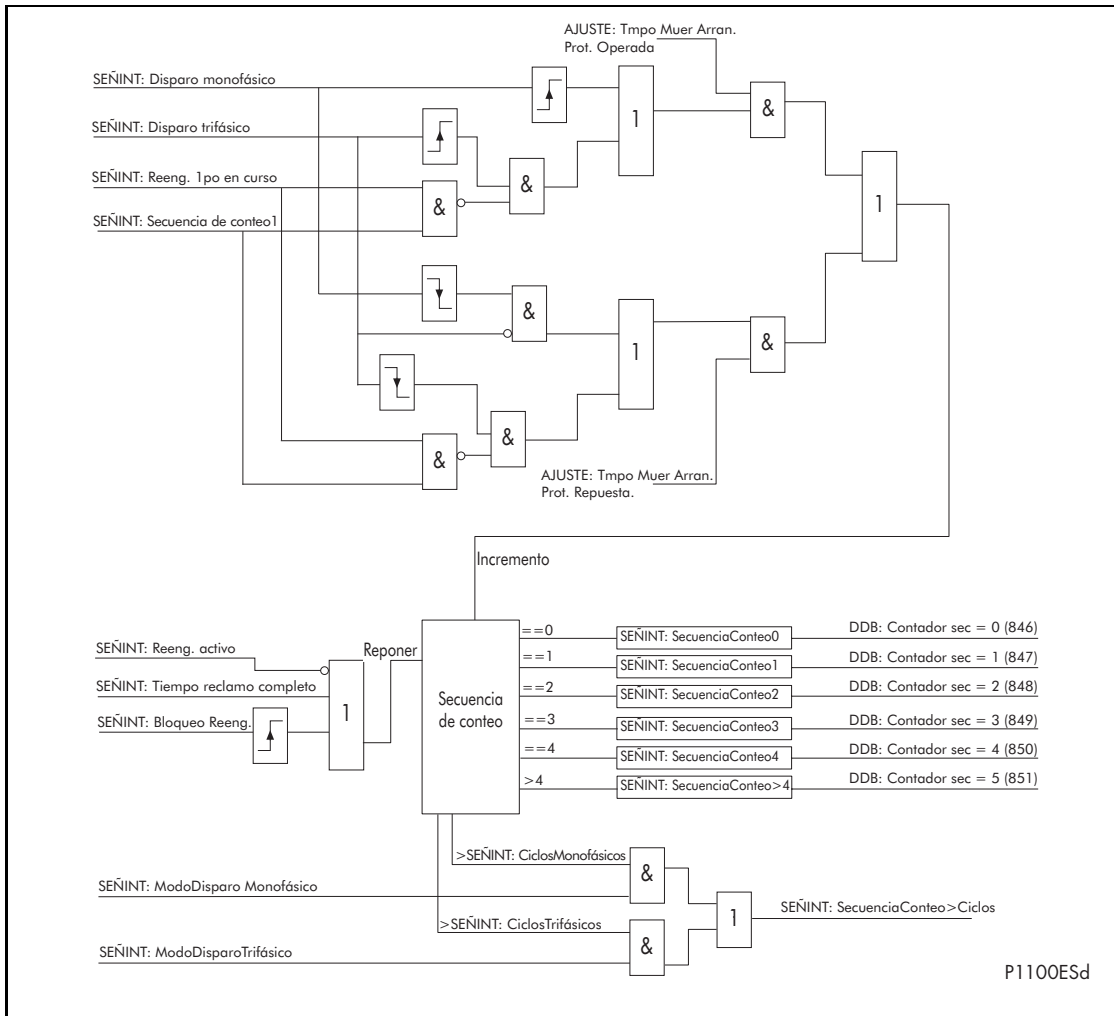 AJUSTE: Tmpo Muer Arran.
Prot. Operada
SEÑINT: Disparo monofásico
1
&
SEÑINT: Disparo trifásico
&
1
SEÑINT: Reeng. 1po en curso
&
SEÑINT: Secuencia de conteo1
&
1
&
&
&
AJUSTE: Tmpo Muer Arran.
Prot. Repuesta.
Incremento
==0
SEÑINT: SecuenciaConteo0
DDB: Contador sec = 0 (846)
SEÑINT: Reeng. activo
Reponer
==1
SEÑINT: SecuenciaConteo1
DDB: Contador sec = 1 (847)
SEÑINT: Tiempo reclamo completo
1
Secuencia
de conteo
==2
SEÑINT: SecuenciaConteo2
DDB: Contador sec = 2 (848)
SEÑINT: Bloqueo Reeng.
==3
SEÑINT: SecuenciaConteo3
DDB: Contador sec = 3 (849)
==4
SEÑINT: SecuenciaConteo4
DDB: Contador sec = 4 (850)
>4
SEÑINT: SecuenciaConteo>4
DDB: Contador sec = 5 (851)
>SEÑINT: CiclosMonofásicos
&
SEÑINT: ModoDisparo Monofásico
1
SEÑINT: SecuenciaConteo>Ciclos
>SEÑINT: CiclosTrifásicos
&
SEÑINT: ModoDisparoTrifásico
P1100ESd